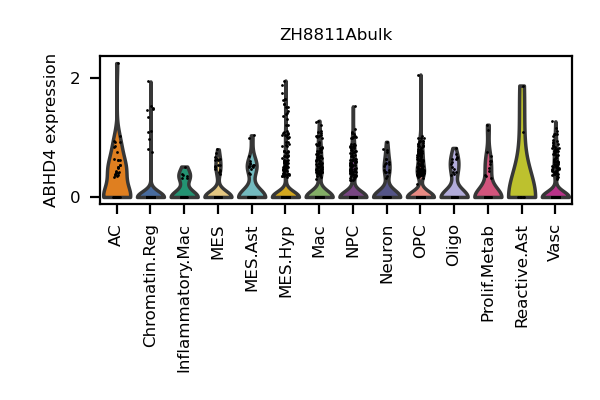 ZH8811Abulk
ABHD4 expression
2
0
AC
Chromatin.Reg
Inflammatory.Mac
MES
MES.Ast
MES.Hyp
Mac
NPC
Neuron
OPC
Oligo
Prolif.Metab
Reactive.Ast
Vasc